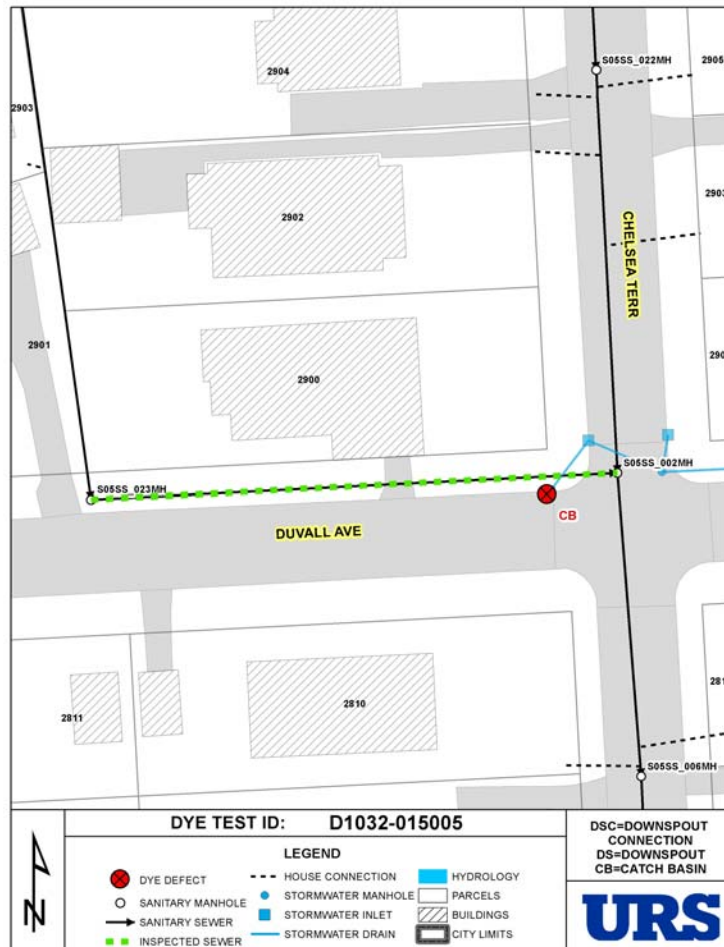 S05SS_022MH
2905
2904
2903
2902
2903
CHELSEA TERR
2901
2900
S05SS_002MH
S05SS_023MH
CB
DUVALL AVE
2811
2810
S05SS_006MH
DYE TEST ID: D1032-015005
LEGEND
DYE DEFECT
SANITARY MANHOLE
SANITARY SEWER
INSPECTED SEWER
HOUSE CONNECTION
STORMWATER MANHOLE
STORMWATER INLET
STORMWATER DRAIN
HYDROLOGY
PARCELS
BUILDINGS
CITY LIMITS
DSC=DOWNSPOUT
CONNECTION
DS=DOWNSPOUT
CB=CATCH BASIN
N
URS